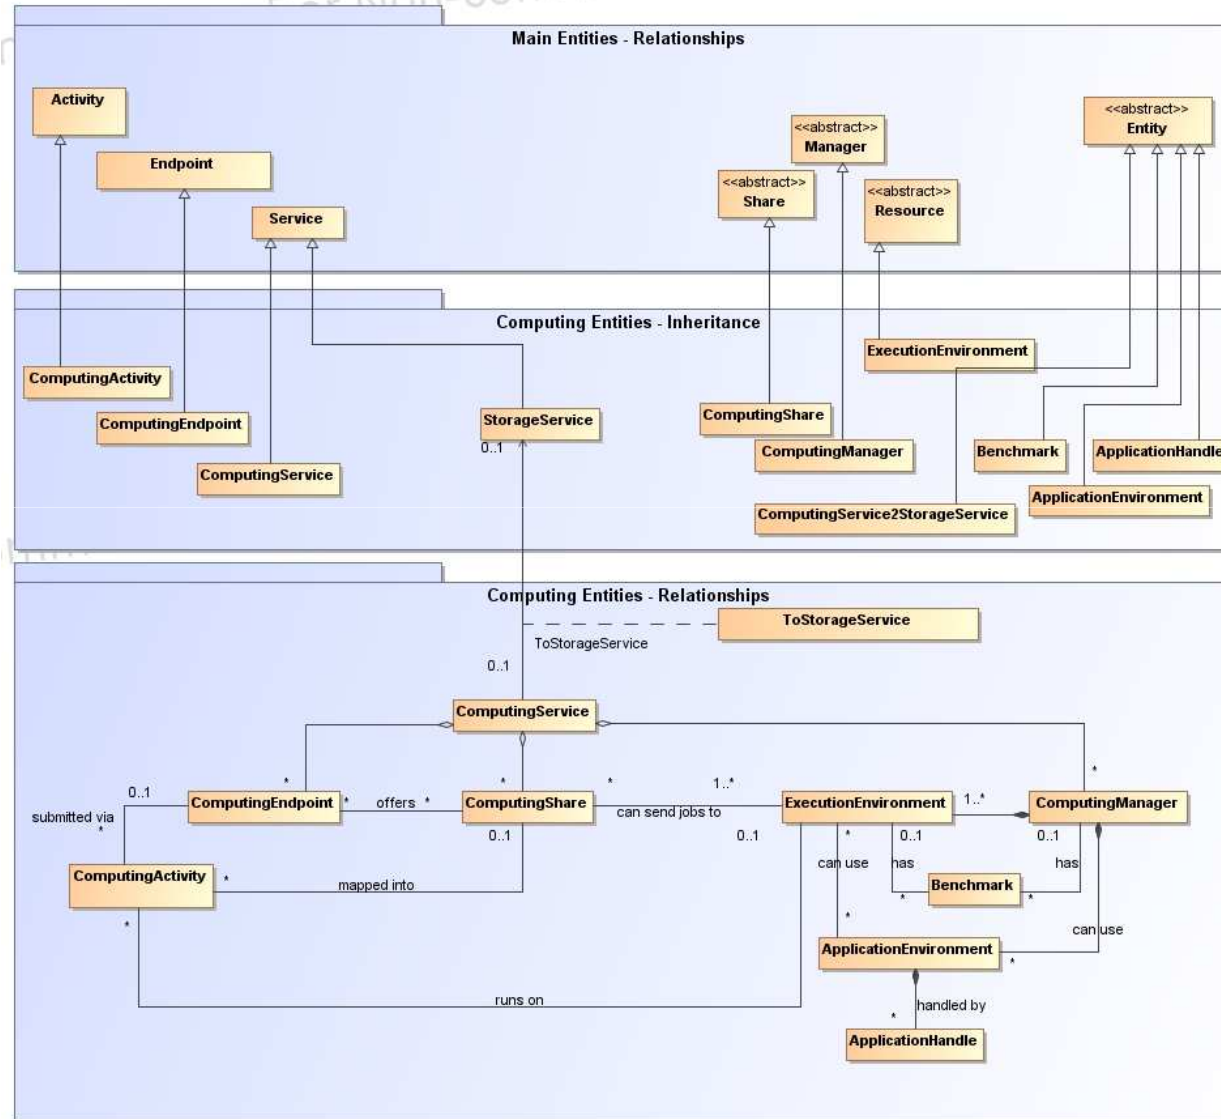 Main Entities - Relationships
Activity
<<abstract>>
Entity
<<abstract>>
Manager
Endpoint
<<abstract>>
Share
<<abstract>>
Resource
Service
Computing Entities - Inheritance
ExecutionEnvironment
ComputingActivity
ComputingEndpoint
StorageService
0..1
ComputingShare
ComputingManager
Benchmark
ApplicationHandle
ComputingService
ApplicationEnvironment
ComputingService2StorageService
Computing Entities - Relationships
ToStorageService
ToStorageService
0..1
ComputingService
* * * 1..* *
0..1
ComputingEndpoint
* offers *
ComputingShare
can send jobs to
ExecutionEnvironment
1..*
ComputingManager
submitted via
*
0..1
0..1
*
0..1
0..1
can use
has
has
ComputingActivity
*
mapped into
Benchmark
* *
*
*
can use
ApplicationEnvironment
*
runs on
handled by
*
ApplicationHandle